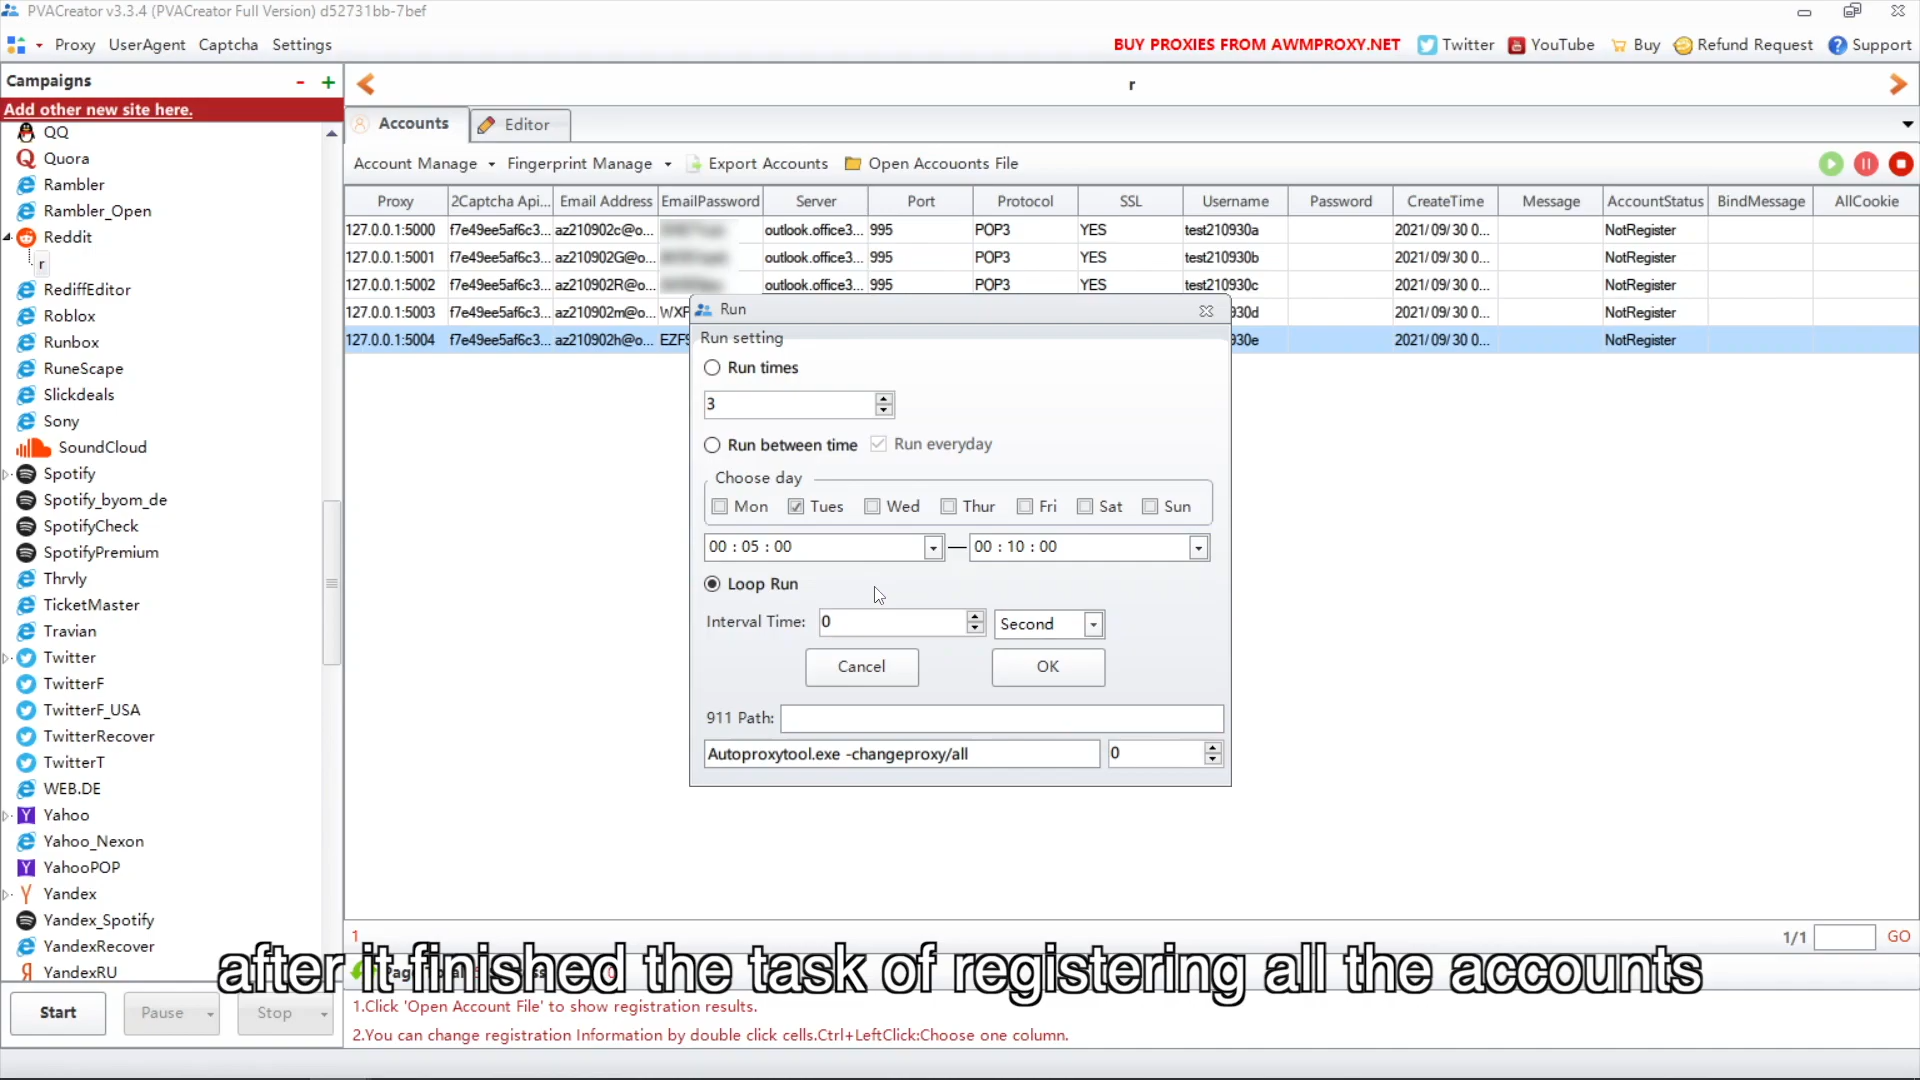 PVACreator v3.3.4 (PVACreator Full Version) d52731bb-7bef
Proxy UserAgent Captcha Settings
BUY PROXIES FROM AWMPROXY.NET Twitter YouTube Buy Refund Request Support
Campaigns - +
r
Add other new site here.
QQ
Quora
Rambler
Rambler_Open
Reddit
r
RediffEditor
Roblox
Runbox
RuneScape
Slickdeals
Sony
SoundCloud
Spotify
Spotify_byom_de
SpotifyCheck
SpotifyPremium
Thrvly
TicketMaster
Travian
Twitter
TwitterF
TwitterF_USA
TwitterRecover
TwitterT
WEB.DE
Yahoo
Yahoo_Nexon
YahooPOP
Yandex
Yandex_Spotify
YandexRecover
YandexRU
Start Pause Stop
Accounts Editor
Account Manage Fingerprint Manage Export Accounts Open Accouonts File
Proxy 2Captcha Api... Email Address EmailPassword Server Port Protocol SSL Username Password CreateTime Message AccountStatus BindMessage AllCookie
127.0.0.1:5000 f7e49ee5af6c3... az210902c@o... outlook.office3... 995 POP3 YES test210930a 2021/09/30 0... NotRegister
127.0.0.1:5001 f7e49ee5af6c3... az210902G@o... outlook.office3... 995 POP3 YES test210930b 2021/09/30 0... NotRegister
127.0.0.1:5002 f7e49ee5af6c3... az210902R@o... outlook.office3... 995 POP3 YES test210930c 2021/09/30 0... NotRegister
127.0.0.1:5003 f7e49ee5af6c3... az210902m@o... WXF 930d 2021/09/30 0... NotRegister
127.0.0.1:5004 f7e49ee5af6c3... az210902h@o... EZF9 930e 2021/09/30 0... NotRegister
Run
Run setting
Run times
3
Run between time Run everyday
Choose day
Mon Tues Wed Thur Fri Sat Sun
00 : 05 : 00 — 00 : 10 : 00
Loop Run
Interval Time: 0 Second
Cancel OK
911 Path:
Autoproxytool.exe -changeproxy/all 0
1 1/1 GO
after it finished the task of registering all the accounts
1.Click 'Open Account File' to show registration results.
2.You can change registration Information by double click cells.Ctrl+LeftClick:Choose one column.